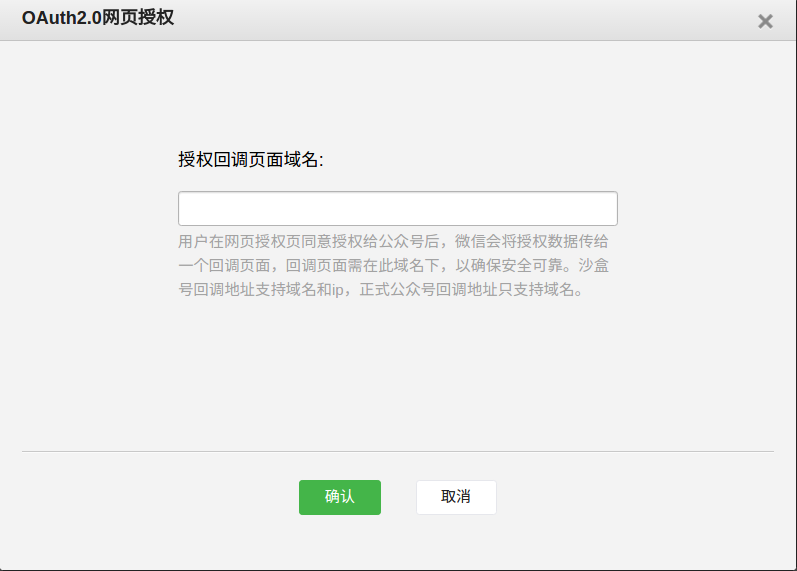 OAuth2.0网页授权
授权回调页面域名:
用户在网页授权页同意授权给公众号后，微信会将授权数据传给
一个回调页面，回调页面需在此域名下，以确保安全可靠。沙盒
号回调地址支持域名和ip，正式公众号回调地址只支持域名。
确认 取消